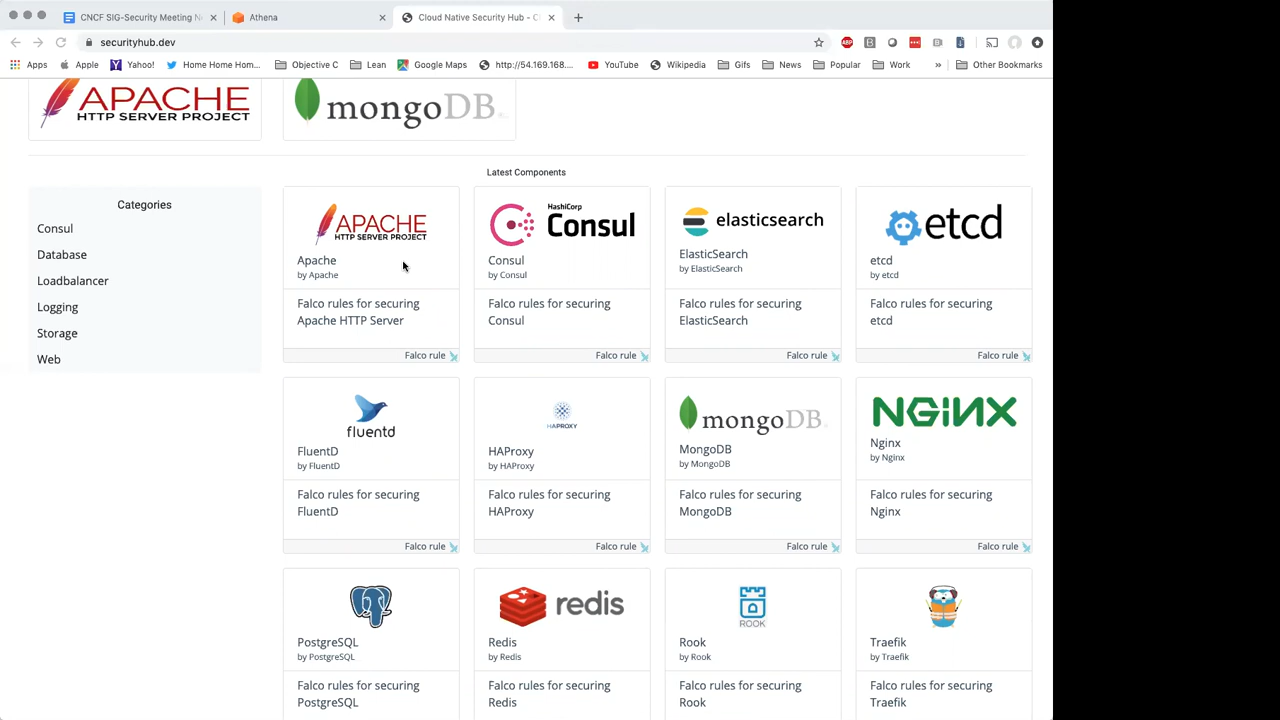 CNCF SIG-Security Meeting N
Athena
Cloud Native Security Hub - C
securityhub.dev
Apps
Apple
Yahoo!
Home Home Hom...
Objective C
Lean
Google Maps
http://54.169.168....
YouTube
Wikipedia
Gifs
News
Popular
Work
»
Other Bookmarks
APACHE
HTTP SERVER PROJECT
mongoDB
Latest Components
Categories
Consul
Database
Loadbalancer
Logging
Storage
Web
APACHE
HTTP SERVER PROJECT
Apache
by Apache
Falco rules for securing
Apache HTTP Server
Falco rule
HashiCorp
Consul
Consul
by Consul
Falco rules for securing
Consul
Falco rule
elasticsearch
ElasticSearch
by ElasticSearch
Falco rules for securing
ElasticSearch
Falco rule
etcd
etcd
by etcd
Falco rules for securing
etcd
Falco rule
fluentd
FluentD
by FluentD
Falco rules for securing
FluentD
Falco rule
HAPROXY
HAProxy
by HAProxy
Falco rules for securing
HAProxy
Falco rule
mongoDB
MongoDB
by MongoDB
Falco rules for securing
MongoDB
Falco rule
NGINX
Nginx
by Nginx
Falco rules for securing
Nginx
Falco rule
PostgreSQL
by PostgreSQL
Falco rules for securing
PostgreSQL
redis
Redis
by Redis
Falco rules for securing
Redis
ROOK
Rook
by Rook
Falco rules for securing
Rook
Traefik
by Traefik
Falco rules for securing
Traefik